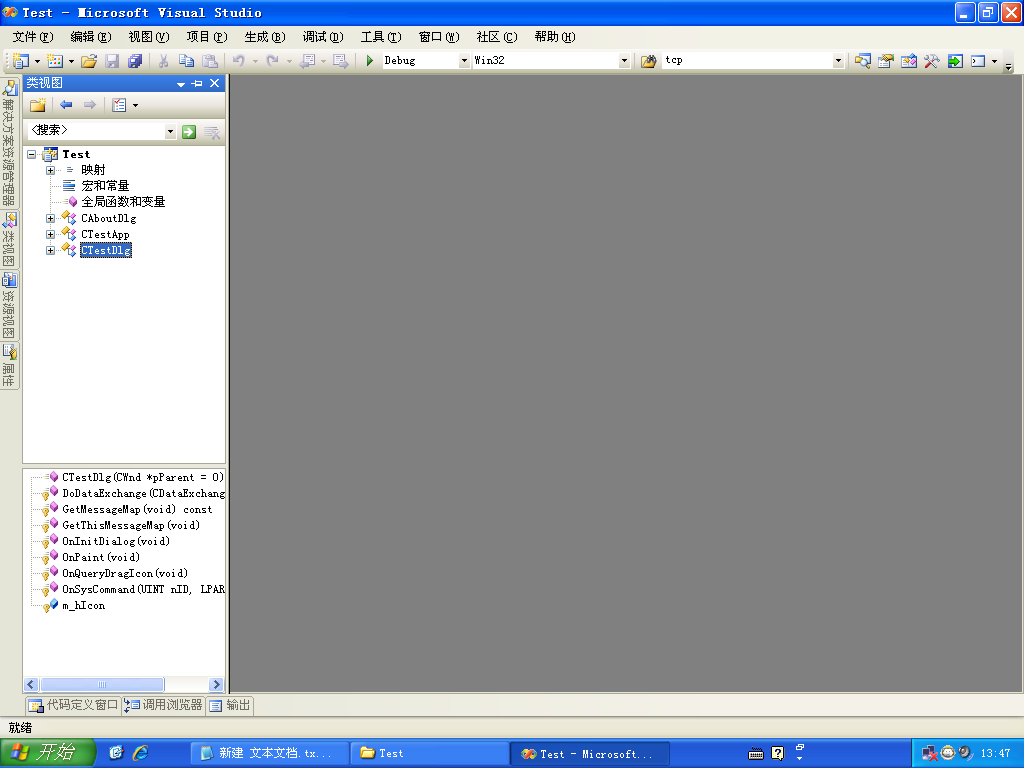 Test - Microsoft Visual Studio
文件(F) 编辑(E) 视图(V) 项目(P) 生成(B) 调试(D) 工具(T) 窗口(W) 社区(C) 帮助(H)
Debug Win32 tcp
类视图
<搜索>
Test
映射
宏和常量
全局函数和变量
CAboutDlg
CTestApp
CTestDlg
解决方案资源管理器
类视图
资源视图
属性
CTestDlg(CWnd *pParent = 0)
DoDataExchange(CDataExchang
GetMessageMap(void) const
GetThisMessageMap(void)
OnInitDialog(void)
OnPaint(void)
OnQueryDragIcon(void)
OnSysCommand(UINT nID, LPAR
m_hIcon
代码定义窗口 调用浏览器 输出
就绪
开始 新建 文本文档.tx... Test Test - Microsoft... 13:47